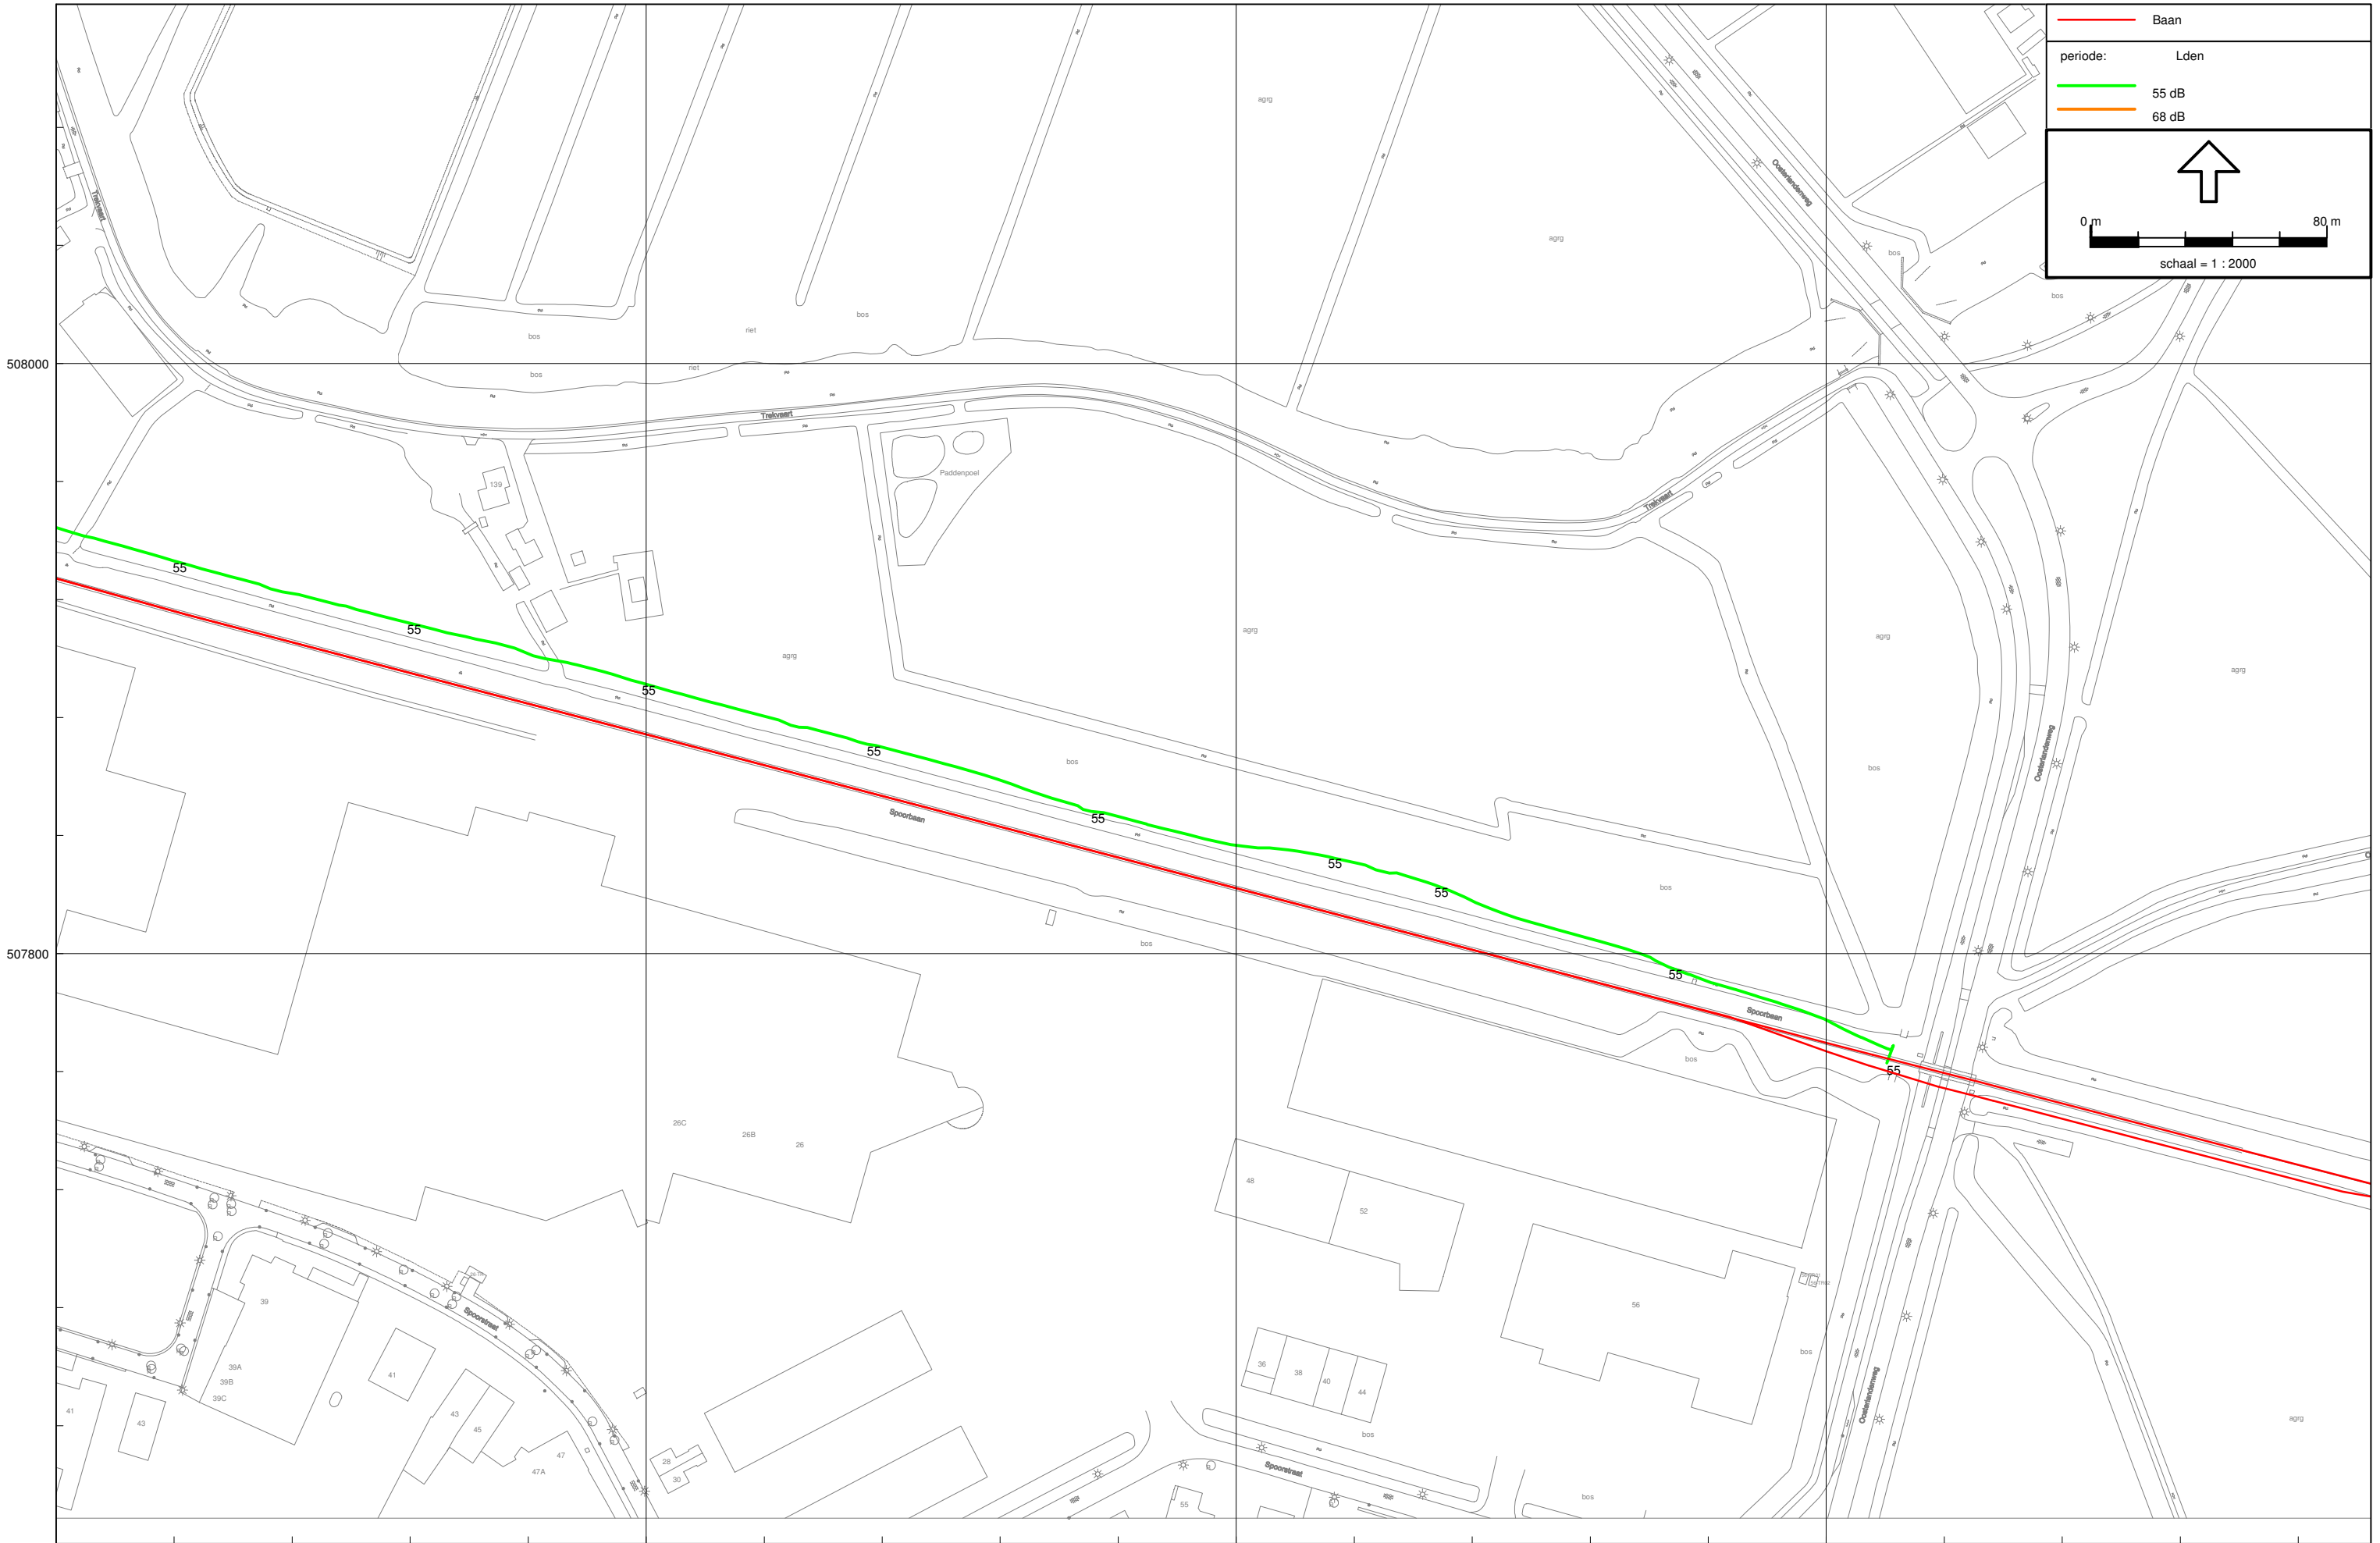 Baan
periode: Lden
55 dB
68 dB
0 m 80 m
schaal = 1 : 2000
agrg
Oosterlanderweg
Trekvaart
agrg
bos
bos
bos
riet
bos
508000
riet
bos
Trekvaart
Paddenpoel
139
Trekvaart
55
55
agrg
agrg
agrg
agrg
55
55
bos
bos
Oosterlanderweg
Spoorbaan
55
55
55
bos
bos
507800
55
Spoorbaan
bos
55
26C
26B
26
48
52
39
56
Spoorstraat
39A
39B
39C
41
36
38
40
44
bos
41
43
43
45
47
47A
28
30
bos
Oosterlanderweg
agrg
Spoorstraat
55
bos